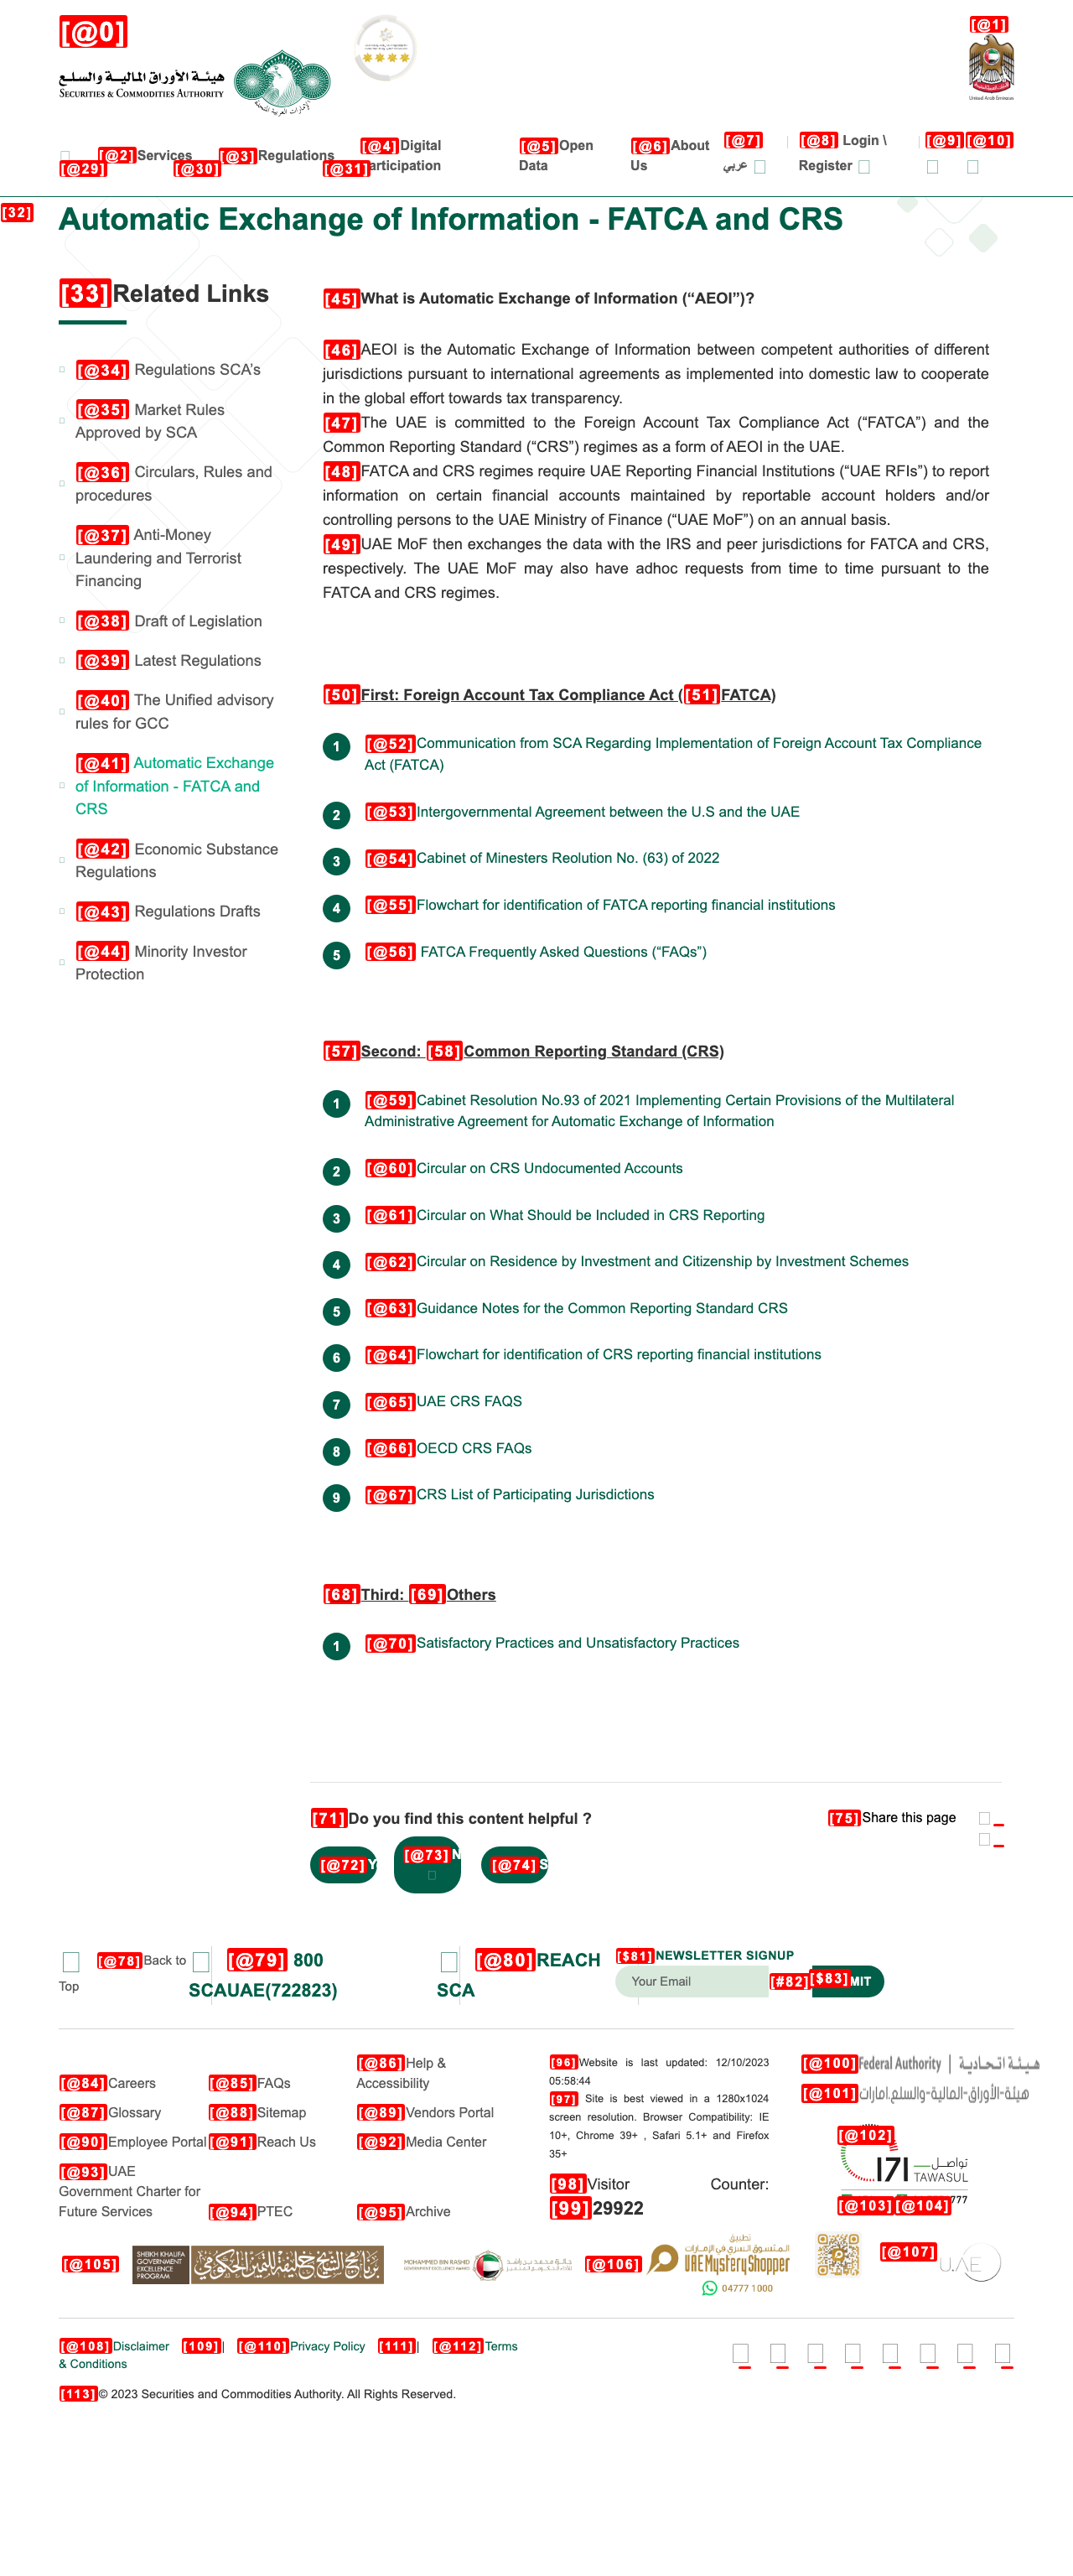 [@0]
هيئة الأوراق المالية والسلع
SECURITIES & COMMODITIES AUTHORITY
[@1]
United Arab Emirates
[@2]Services
[@3]Regulations
[@4]Digital
articipation
[@5]Open
Data
[@6]About
Us
[@7]
عربي
[@8] Login \
Register
[@9] [@10]
[@29] [@30] [@31]
[32]
Automatic Exchange of Information - FATCA and CRS
[33]Related Links
[@34] Regulations SCA's
[@35] Market Rules
Approved by SCA
[@36] Circulars, Rules and
procedures
[@37] Anti-Money
Laundering and Terrorist
Financing
[@38] Draft of Legislation
[@39] Latest Regulations
[@40] The Unified advisory
rules for GCC
[@41] Automatic Exchange
of Information - FATCA and
CRS
[@42] Economic Substance
Regulations
[@43] Regulations Drafts
[@44] Minority Investor
Protection
[45]What is Automatic Exchange of Information (“AEOI”)?
[46]AEOI is the Automatic Exchange of Information between competent authorities of different
jurisdictions pursuant to international agreements as implemented into domestic law to cooperate
in the global effort towards tax transparency.
[47]The UAE is committed to the Foreign Account Tax Compliance Act (“FATCA”) and the
Common Reporting Standard (“CRS”) regimes as a form of AEOI in the UAE.
[48]FATCA and CRS regimes require UAE Reporting Financial Institutions (“UAE RFIs”) to report
information on certain financial accounts maintained by reportable account holders and/or
controlling persons to the UAE Ministry of Finance (“UAE MoF”) on an annual basis.
[49]UAE MoF then exchanges the data with the IRS and peer jurisdictions for FATCA and CRS,
respectively. The UAE MoF may also have adhoc requests from time to time pursuant to the
FATCA and CRS regimes.
[50]First: Foreign Account Tax Compliance Act ([51]FATCA)
1 [@52]Communication from SCA Regarding Implementation of Foreign Account Tax Compliance
Act (FATCA)
2 [@53]Intergovernmental Agreement between the U.S and the UAE
3 [@54]Cabinet of Minesters Reolution No. (63) of 2022
4 [@55]Flowchart for identification of FATCA reporting financial institutions
5 [@56] FATCA Frequently Asked Questions (“FAQs”)
[57]Second: [58]Common Reporting Standard (CRS)
1 [@59]Cabinet Resolution No.93 of 2021 Implementing Certain Provisions of the Multilateral
Administrative Agreement for Automatic Exchange of Information
2 [@60]Circular on CRS Undocumented Accounts
3 [@61]Circular on What Should be Included in CRS Reporting
4 [@62]Circular on Residence by Investment and Citizenship by Investment Schemes
5 [@63]Guidance Notes for the Common Reporting Standard CRS
6 [@64]Flowchart for identification of CRS reporting financial institutions
7 [@65]UAE CRS FAQS
8 [@66]OECD CRS FAQs
9 [@67]CRS List of Participating Jurisdictions
[68]Third: [69]Others
1 [@70]Satisfactory Practices and Unsatisfactory Practices
[71]Do you find this content helpful ?
[75]Share this page
[@72]Y
[@73]N
[@74]S
[@78]Back to
Top
[@79] 800
SCAUAE(722823)
[@80]REACH
SCA
[$81]NEWSLETTER SIGNUP
Your Email [#82] [$83]MIT
[@84]Careers
[@85]FAQs
[@86]Help &
Accessibility
[@87]Glossary
[@88]Sitemap
[@89]Vendors Portal
[@90]Employee Portal
[@91]Reach Us
[@92]Media Center
[@93]UAE
Government Charter for
Future Services
[@94]PTEC
[@95]Archive
[96]Website is last updated: 12/10/2023
05:58:44
[97] Site is best viewed in a 1280x1024
screen resolution. Browser Compatibility: IE
10+, Chrome 39+ , Safari 5.1+ and Firefox
35+
[98]Visitor Counter:
[99]29922
[@100]Federal Authority | هيئة اتحادية
[@101]هيئة-الأوراق-المالية-والسلع.امارات
[@102]
171 تواصل
TAWASUL
[@103] [@104] 777
[@105]
SHEIKH KHALIFA
GOVERNMENT
EXCELLENCE
PROGRAM
برنامج الشيخ خليفة للتميز الحكومي
MOHAMMED BIN RASHID
GOVERNMENT EXCELLENCE AWARD
[@106]
تطبيق
المتسوق السري في الإمارات
UAE Mystery Shopper
04777 1000
[@107]
UAE
[@108]Disclaimer [109]| [@110]Privacy Policy [111]| [@112]Terms
& Conditions
[113]© 2023 Securities and Commodities Authority. All Rights Reserved.